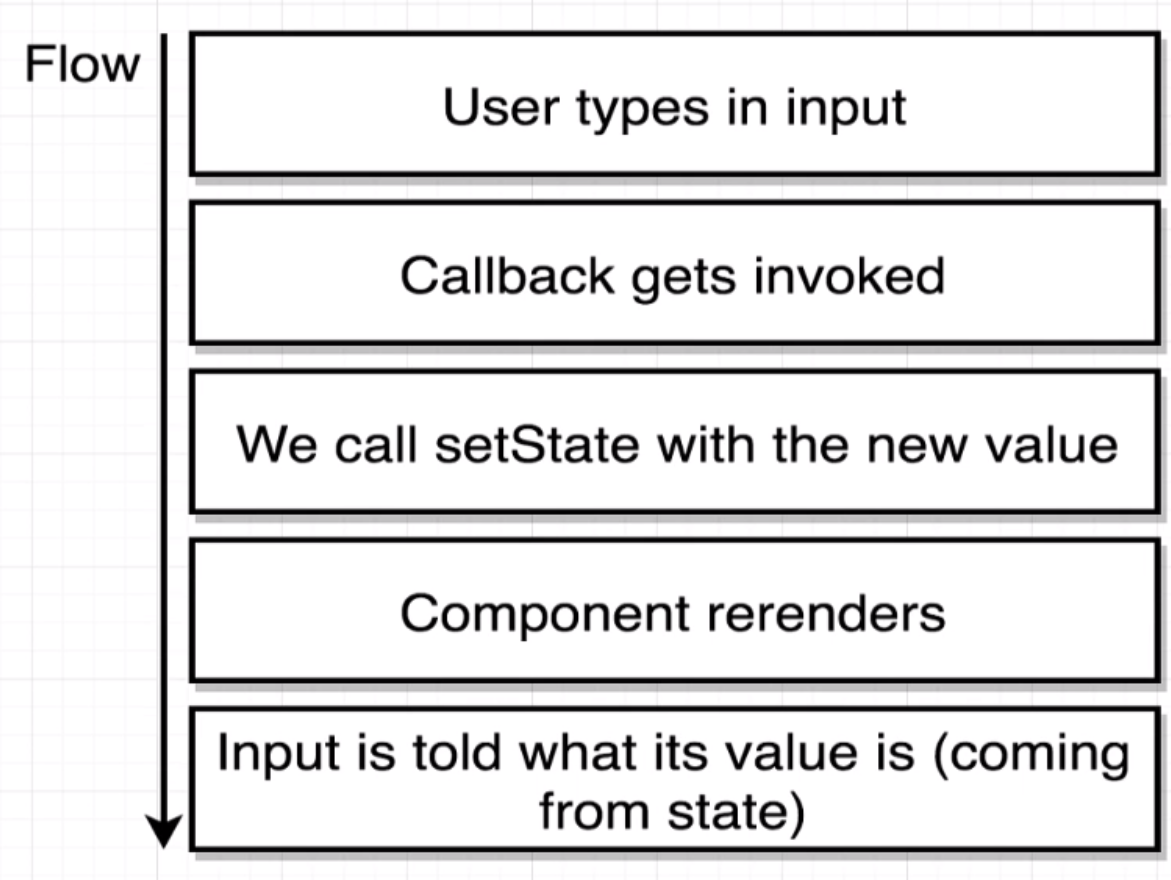 Flow
User types in input
Callback gets invoked
We call setState with the new value
Component rerenders
Input is told what its value is (coming
from state)